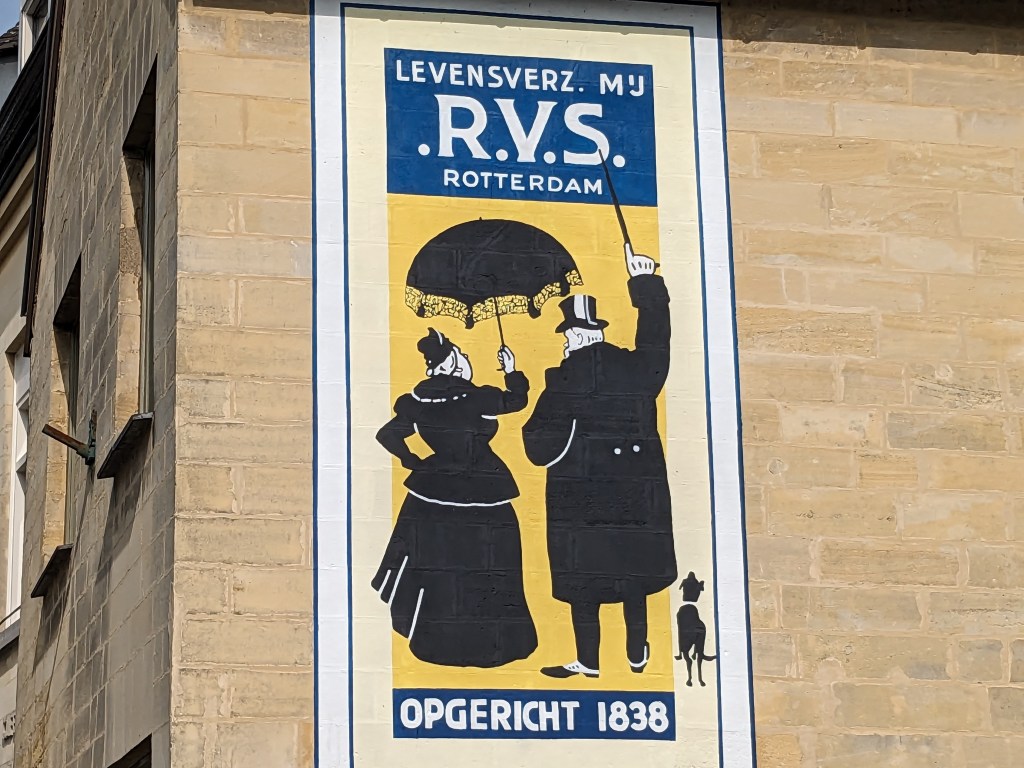 LEVENSVERZ. MIJ
.R.V.S.
ROTTERDAM
OPGERICHT 1838